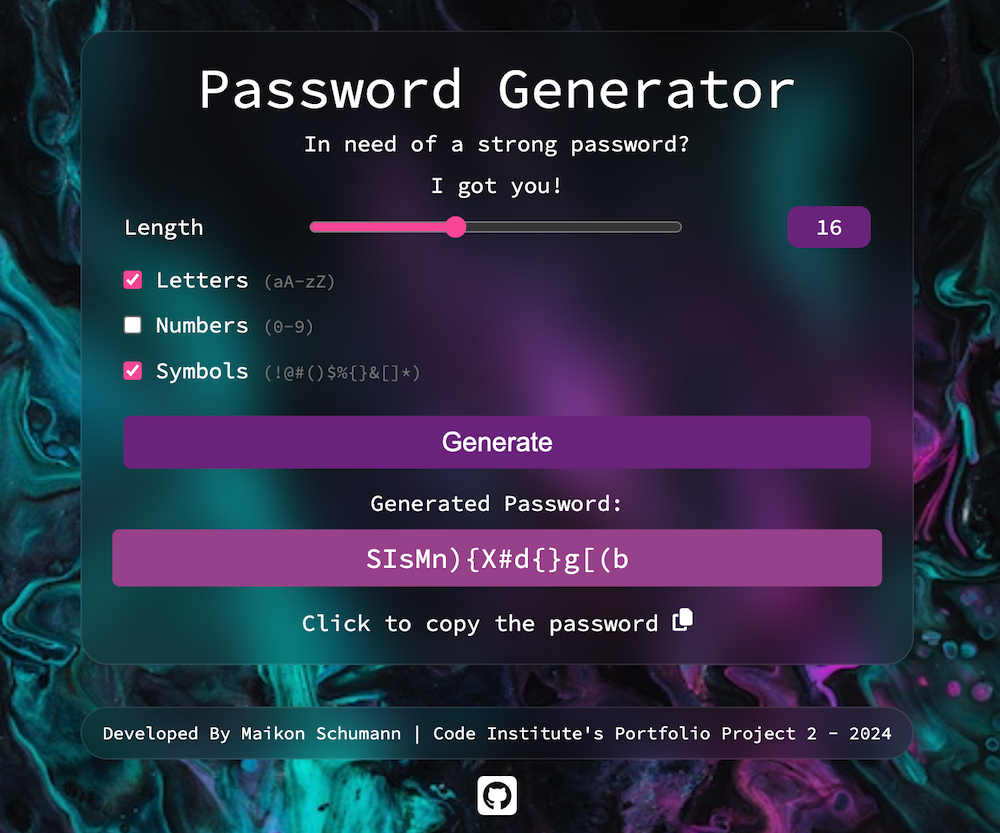 Password Generator
In need of a strong password?
I got you!
Length 16
Letters (aA-zZ)
Numbers (0-9)
Symbols (!@#()$%{}&[]*)
Generate
Generated Password:
SIsMn){X#d{}g[(b
Click to copy the password
Developed By Maikon Schumann | Code Institute's Portfolio Project 2 - 2024